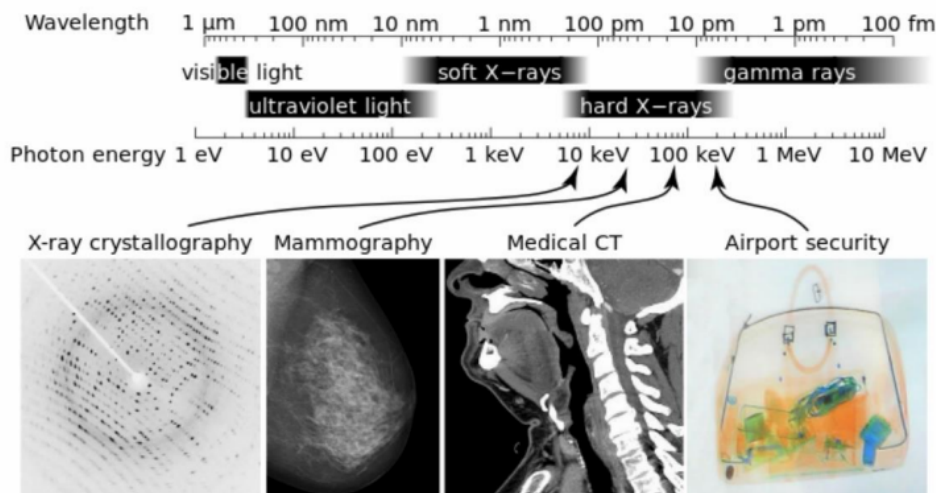 Wavelength 1 μm 100 nm 10 nm 1 nm 100 pm 10 pm 1 pm 100 fm
visible light soft X−rays gamma rays
ultraviolet light hard X−rays
Photon energy 1 eV 10 eV 100 eV 1 keV 10 keV 100 keV 1 MeV 10 MeV
X-ray crystallography Mammography Medical CT Airport security